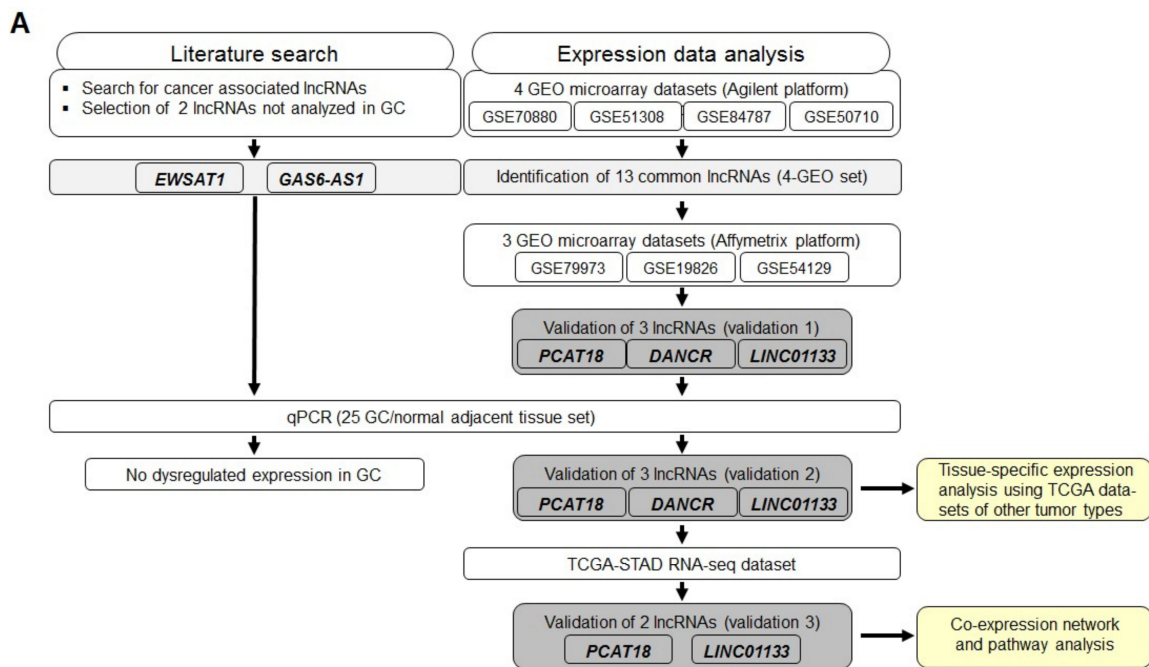 A
Literature search
▪ Search for cancer associated lncRNAs
▪ Selection of 2 lncRNAs not analyzed in GC
EWSAT1 GAS6-AS1
Expression data analysis
4 GEO microarray datasets (Agilent platform)
GSE70880 GSE51308 GSE84787 GSE50710
Identification of 13 common lncRNAs (4-GEO set)
3 GEO microarray datasets (Affymetrix platform)
GSE79973 GSE19826 GSE54129
Validation of 3 lncRNAs (validation 1)
PCAT18 DANCR LINC01133
qPCR (25 GC/normal adjacent tissue set)
No dysregulated expression in GC
Validation of 3 lncRNAs (validation 2)
PCAT18 DANCR LINC01133
Tissue-specific expression
analysis using TCGA data-
sets of other tumor types
TCGA-STAD RNA-seq dataset
Validation of 2 lncRNAs (validation 3)
PCAT18 LINC01133
Co-expression network
and pathway analysis